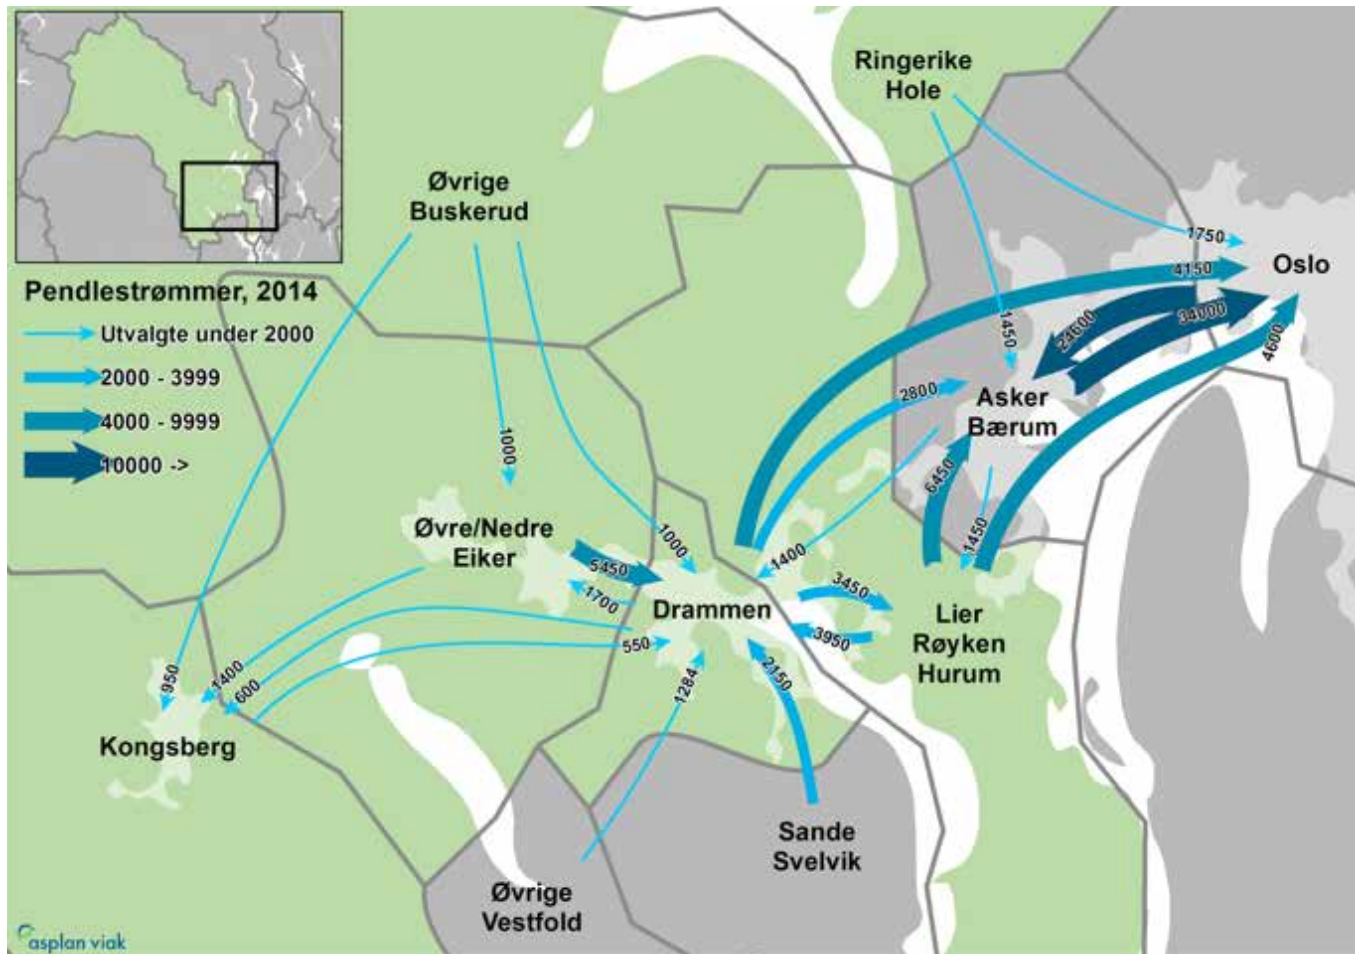 Ringerike
Hole
Øvrige
Buskerud
Pendlestrømmer, 2014
Utvalgte under 2000
2000 - 3999
4000 - 9999
10000 ->
1750
4150
Oslo
34000
24600
4600
1450
2800
Asker
Bærum
6450
1450
1000
1000
1400
Øvre/Nedre
Eiker
5450
1700
Drammen
3450
3950
Lier
Røyken
Hurum
550
1284
2150
950
1400
600
Kongsberg
Sande
Svelvik
Øvrige
Vestfold
asplan viak